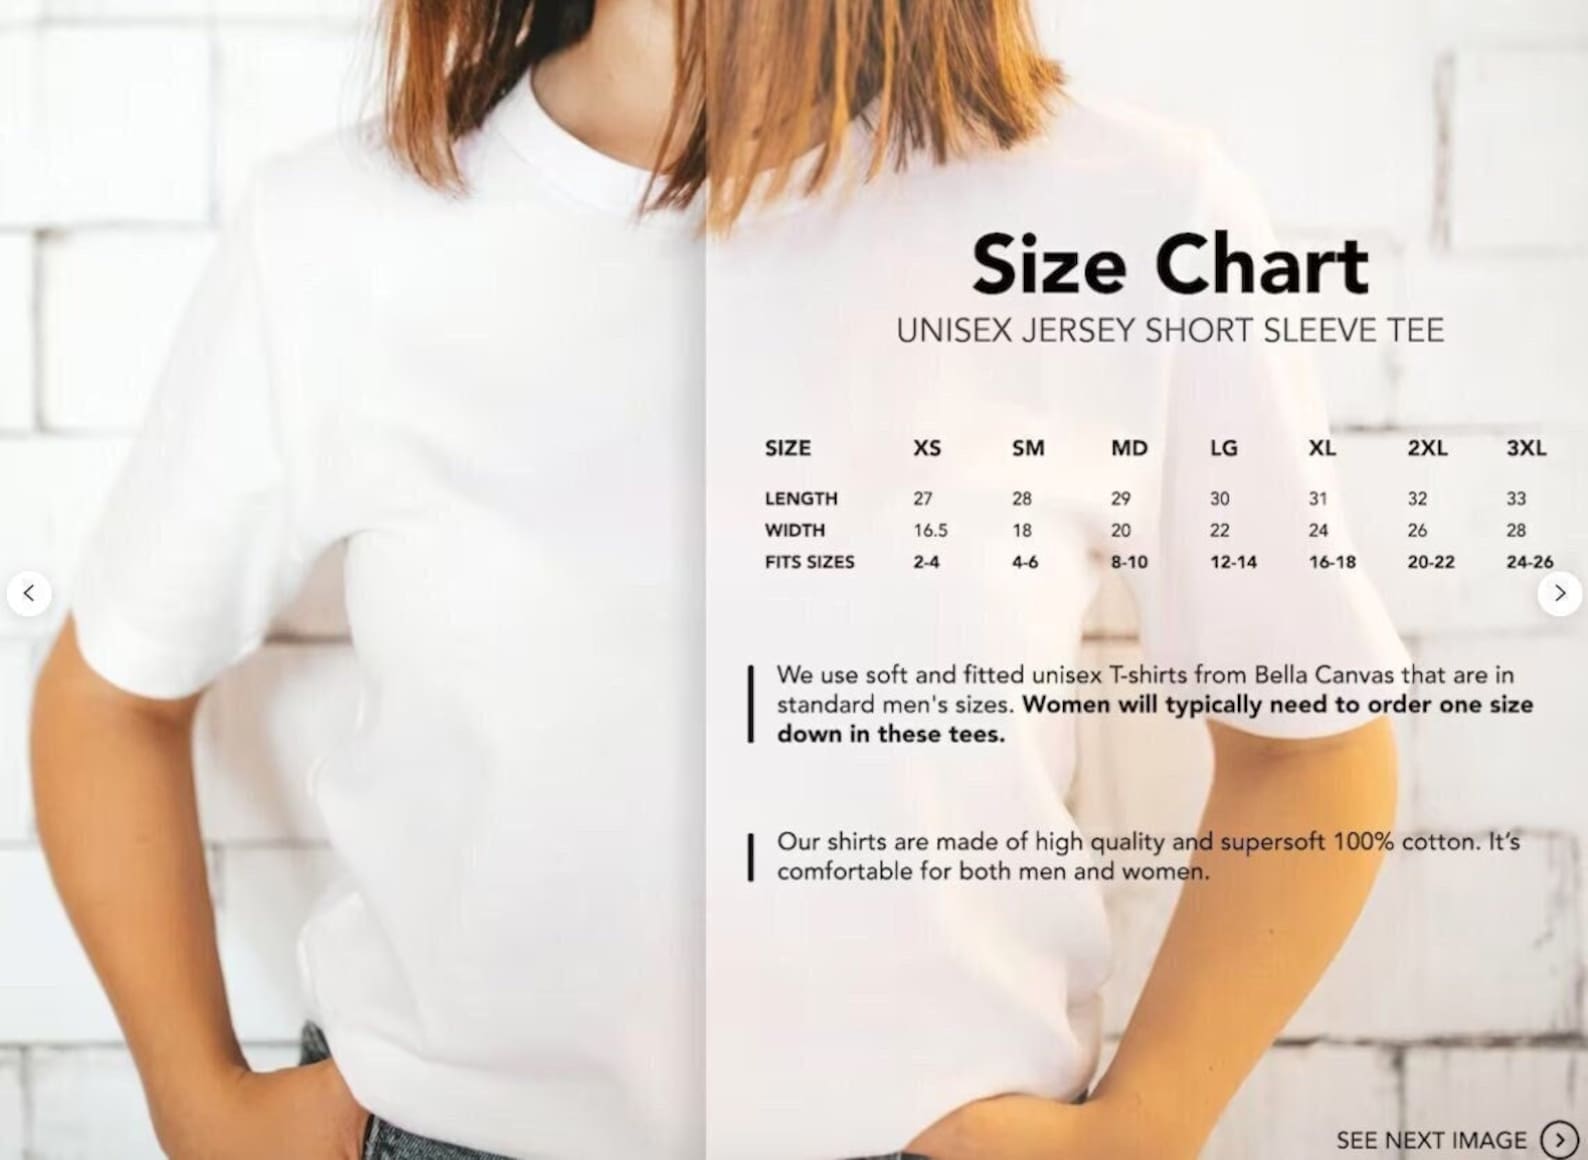 Size Chart
UNISEX JERSEY SHORT SLEEVE TEE
SIZE XS SM MD LG XL 2XL 3XL
LENGTH 27 28 29 30 31 32 33
WIDTH 16.5 18 20 22 24 26 28
FITS SIZES 2-4 4-6 8-10 12-14 16-18 20-22 24-26
We use soft and fitted unisex T-shirts from Bella Canvas that are in
standard men's sizes. Women will typically need to order one size
down in these tees.
Our shirts are made of high quality and supersoft 100% cotton. It’s
comfortable for both men and women.
SEE NEXT IMAGE